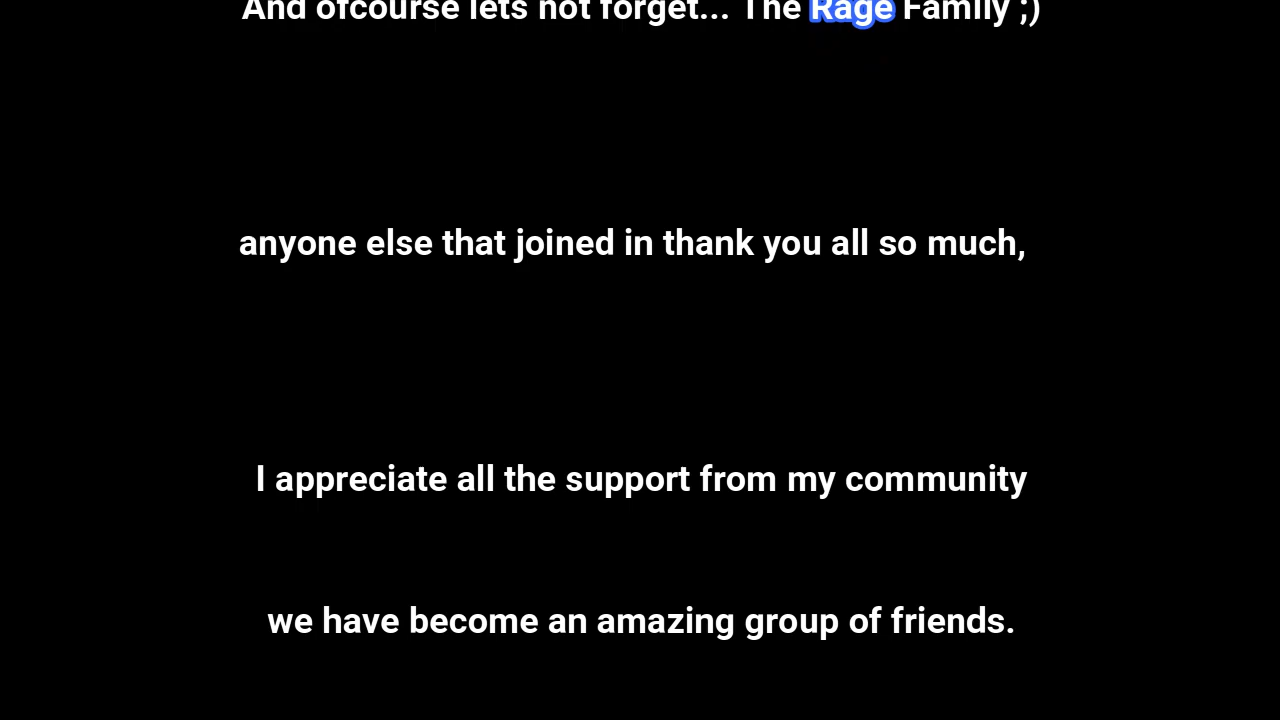 And ofcourse lets not forget... The Rage Family ;)
anyone else that joined in thank you all so much,
I appreciate all the support from my community
we have become an amazing group of friends.